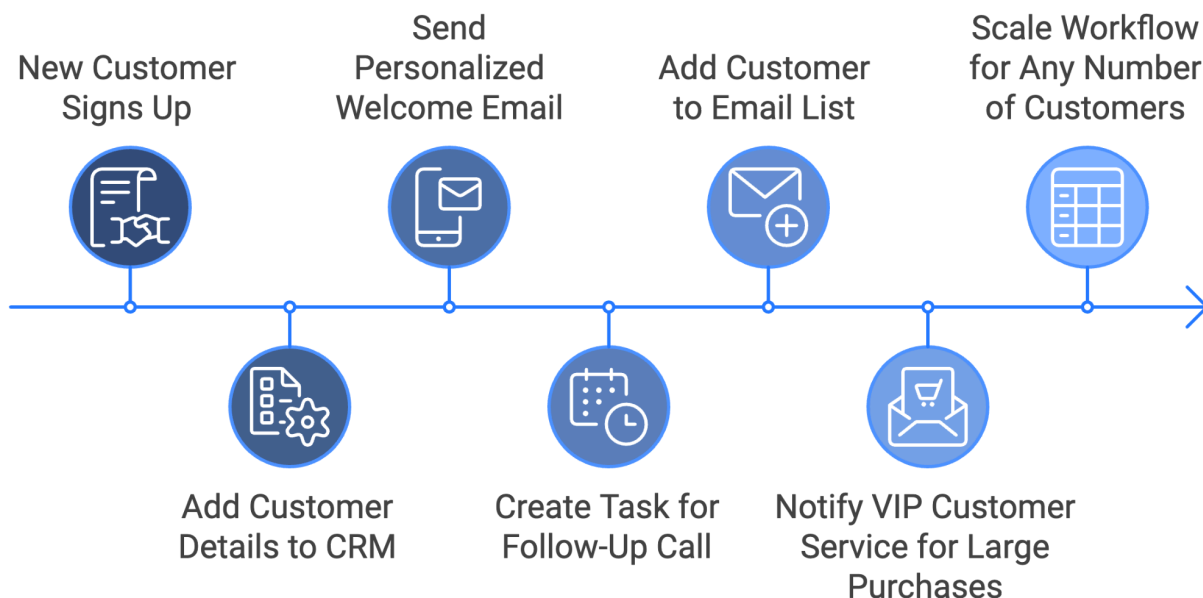 New Customer
Signs Up
Add Customer
Details to CRM
Send
Personalized
Welcome Email
Create Task for
Follow-Up Call
Add Customer
to Email List
Notify VIP Customer
Service for Large
Purchases
Scale Workflow
for Any Number
of Customers